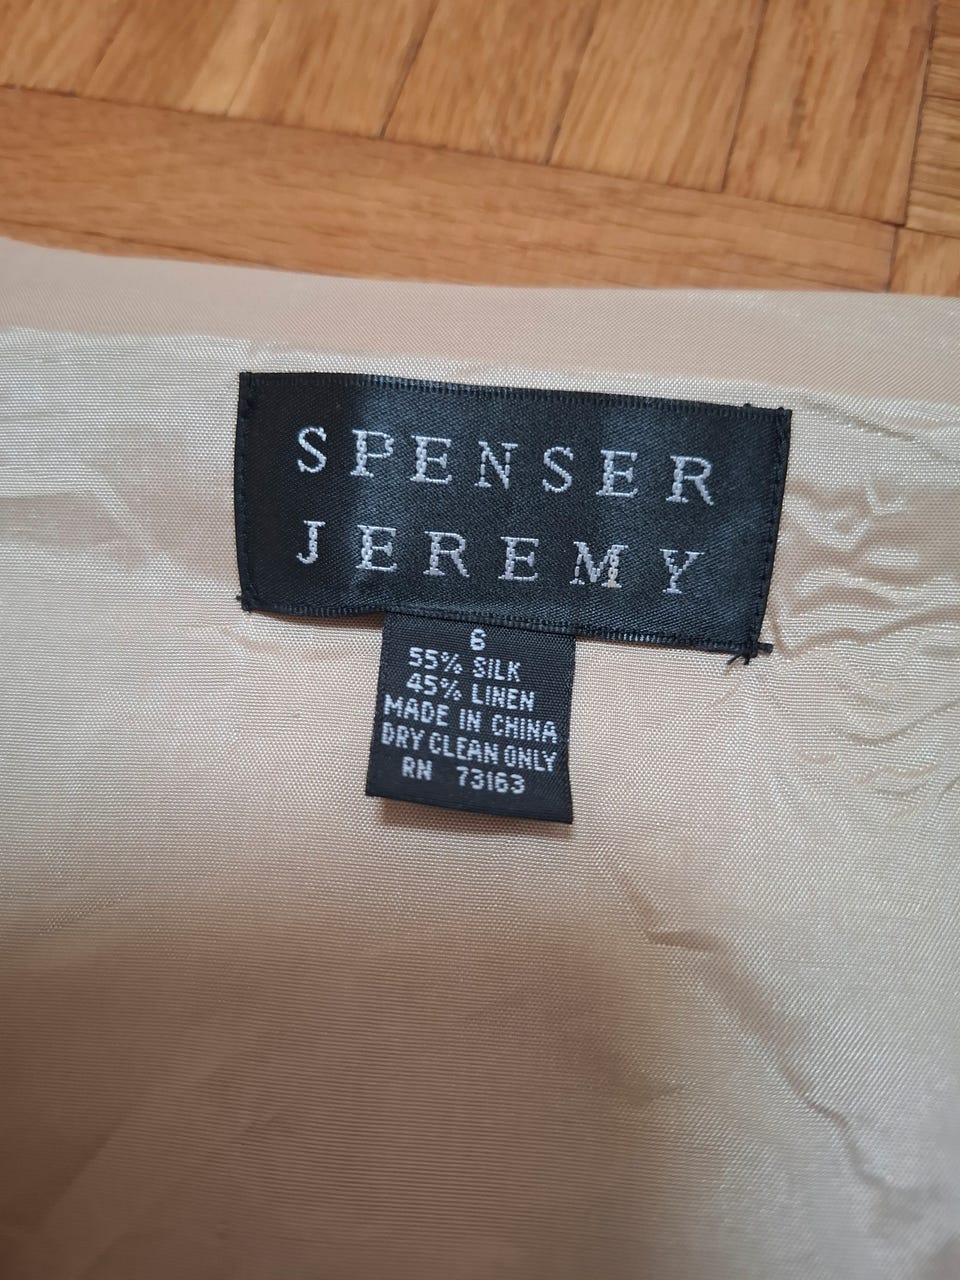 SPENSER
JEREMY
6
55% SILK
45% LINEN
MADE IN CHINA
DRY CLEAN ONLY
RN 73163